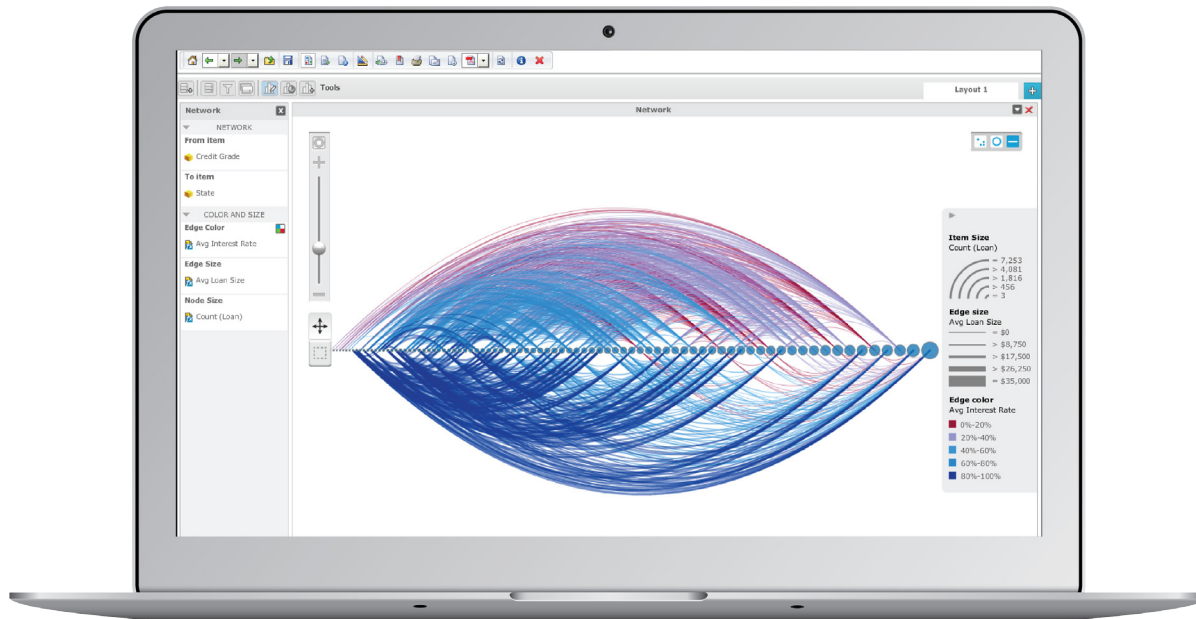 Tools
Layout 1
Network
Network
NETWORK
From item
Credit Grade
To item
State
COLOR AND SIZE
Edge Color
Avg Interest Rate
Edge Size
Avg Loan Size
Node Size
Count (Loan)
Item Size
Count (Loan)
= 7,253
> 4,081
> 1,816
> 456
= 3
Edge size
Avg Loan Size
= $0
> $8,750
> $17,500
> $26,250
= $35,000
Edge color
Avg Interest Rate
0%-20%
20%-40%
40%-60%
60%-80%
80%-100%